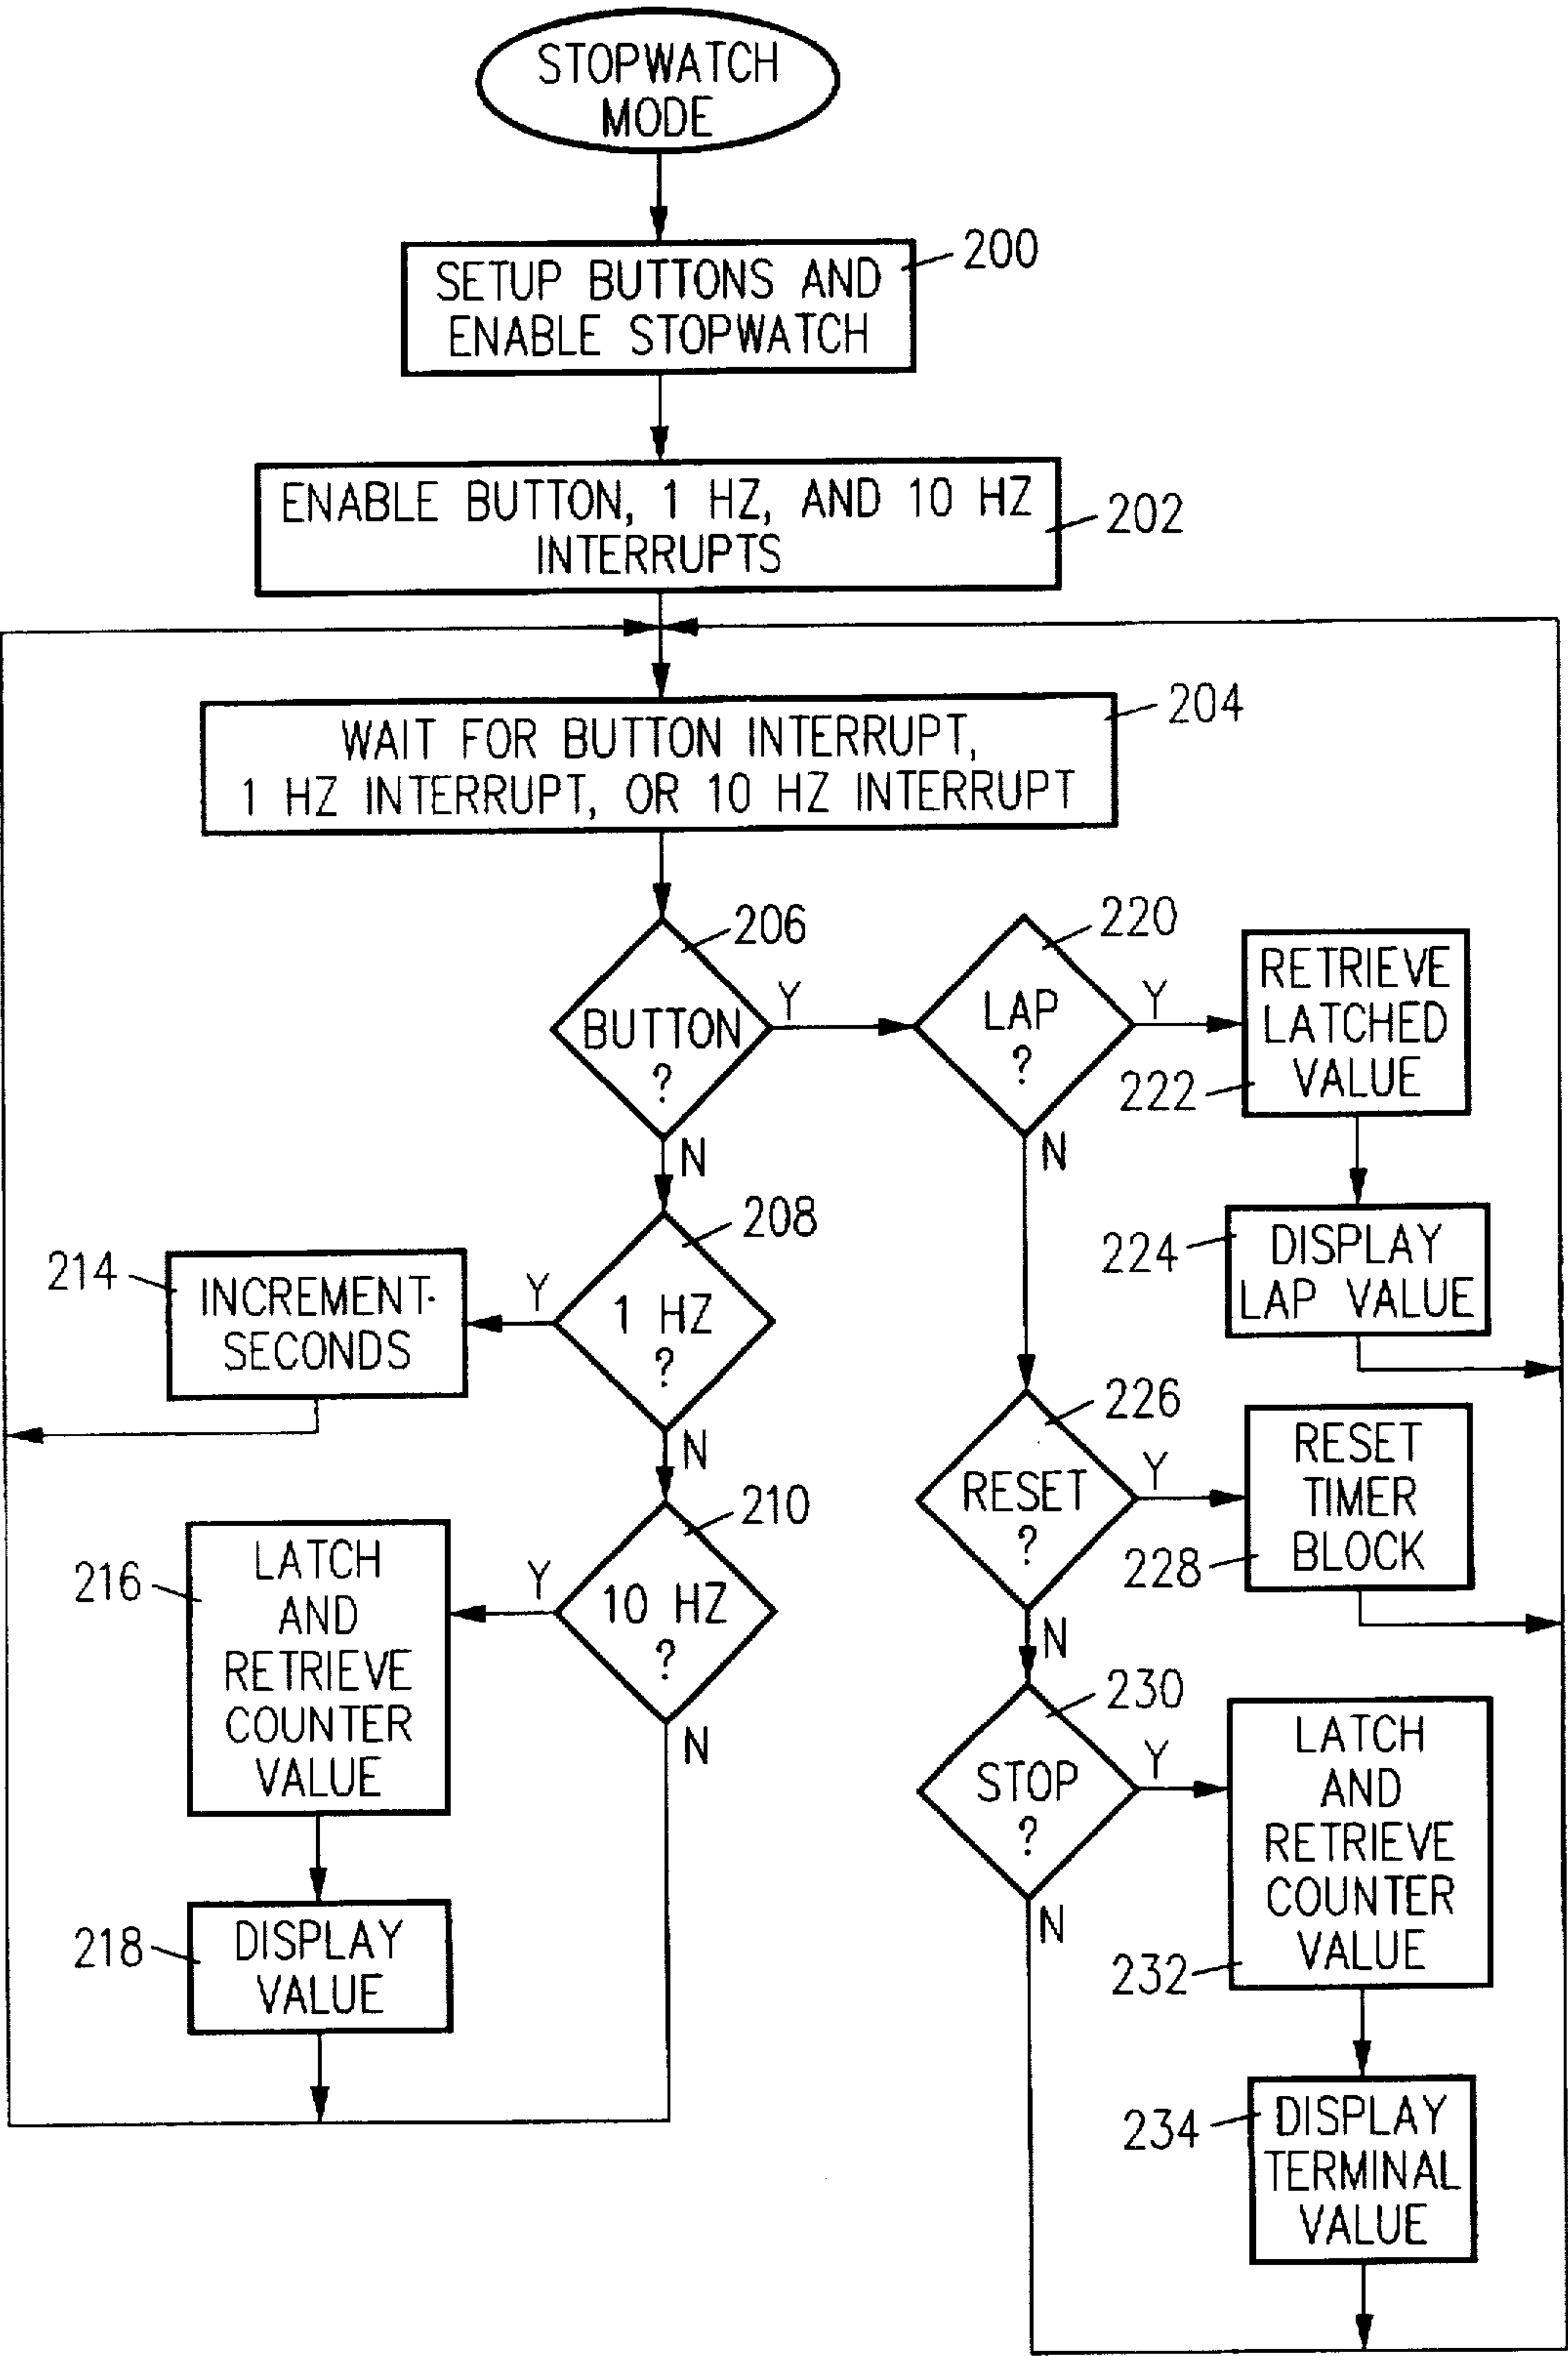 STOPWATCH
MODE
200
SETUP BUTTONS AND
ENABLE STOPWATCH
ENABLE BUTTON, 1 HZ, AND 10 HZ
INTERRUPTS
202
204
WAIT FOR BUTTON INTERRUPT,
1 HZ INTERRUPT, OR 10 HZ INTERRUPT
206
BUTTON
?
Y
N
220
LAP
?
Y
N
RETRIEVE
LATCHED
VALUE
222
224
DISPLAY
LAP VALUE
208
1 HZ
?
Y
N
214
INCREMENT
SECONDS
226
RESET
?
Y
N
RESET
TIMER
BLOCK
228
210
10 HZ
?
Y
N
216
LATCH
AND
RETRIEVE
COUNTER
VALUE
218
DISPLAY
VALUE
230
STOP
?
Y
N
LATCH
AND
RETRIEVE
COUNTER
VALUE
232
234
DISPLAY
TERMINAL
VALUE